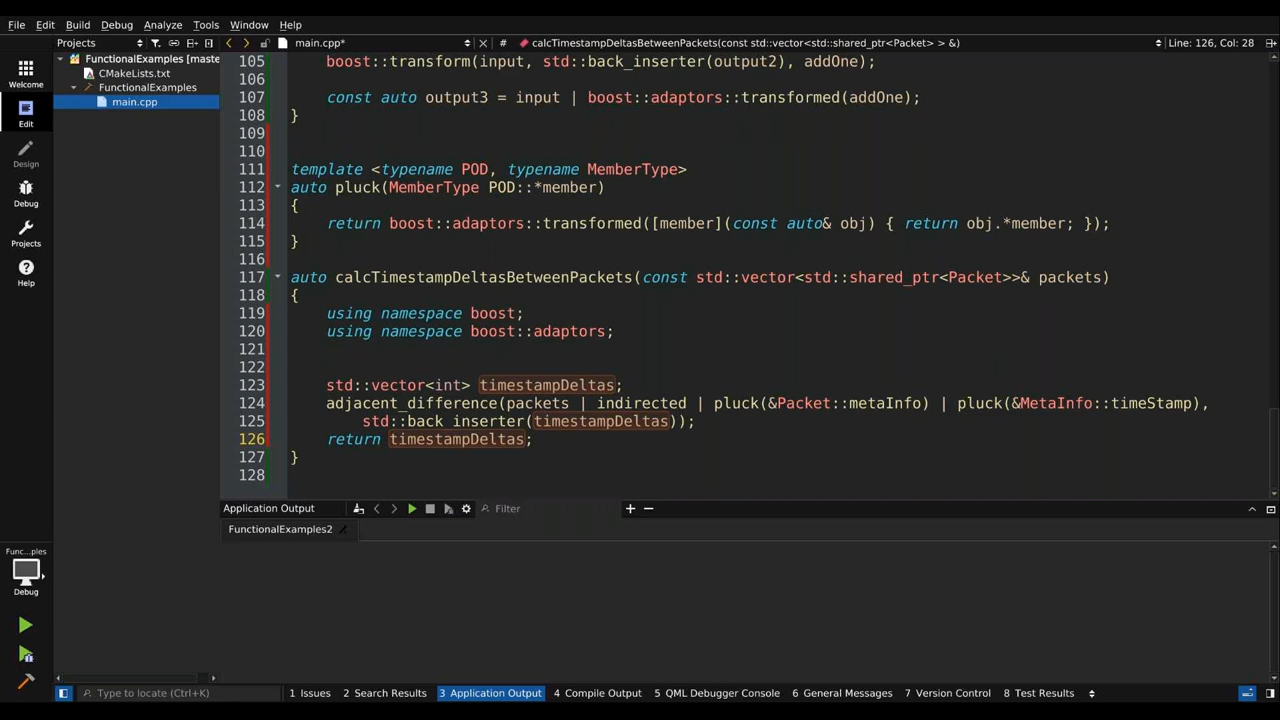 File Edit Build Debug Analyze Tools Window Help
Projects main.cpp* # calcTimestampDeltasBetweenPackets(const std::vector<std::shared_ptr<Packet> > &) Line: 126, Col: 28
FunctionalExamples [maste
CMakeLists.txt
FunctionalExamples
main.cpp
Welcome
Edit
Design
Debug
Projects
Help
Func...ples
Debug
105 boost::transform(input, std::back_inserter(output2), addOne);
106
107 const auto output3 = input | boost::adaptors::transformed(addOne);
108 }
109
110
111 template <typename POD, typename MemberType>
112 auto pluck(MemberType POD::*member)
113 {
114 return boost::adaptors::transformed([member](const auto& obj) { return obj.*member; });
115 }
116
117 auto calcTimestampDeltasBetweenPackets(const std::vector<std::shared_ptr<Packet>>& packets)
118 {
119 using namespace boost;
120 using namespace boost::adaptors;
121
122
123 std::vector<int> timestampDeltas;
124 adjacent_difference(packets | indirected | pluck(&Packet::metaInfo) | pluck(&MetaInfo::timeStamp),
125 std::back_inserter(timestampDeltas));
126 return timestampDeltas;
127 }
128
Application Output Filter + −
FunctionalExamples2
Type to locate (Ctrl+K) 1 Issues 2 Search Results 3 Application Output 4 Compile Output 5 QML Debugger Console 6 General Messages 7 Version Control 8 Test Results